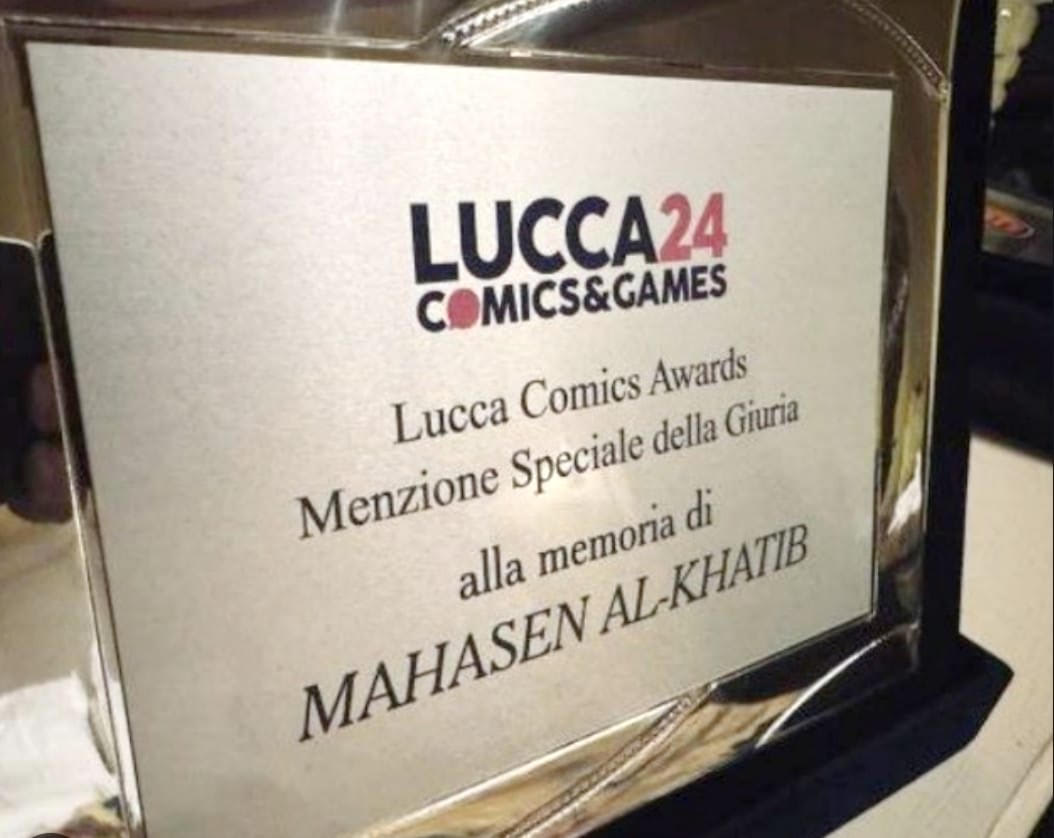 LUCCA24
COMICS&GAMES
Lucca Comics Awards
Menzione Speciale della Giuria
alla memoria di
MAHASEN AL-KHATIB